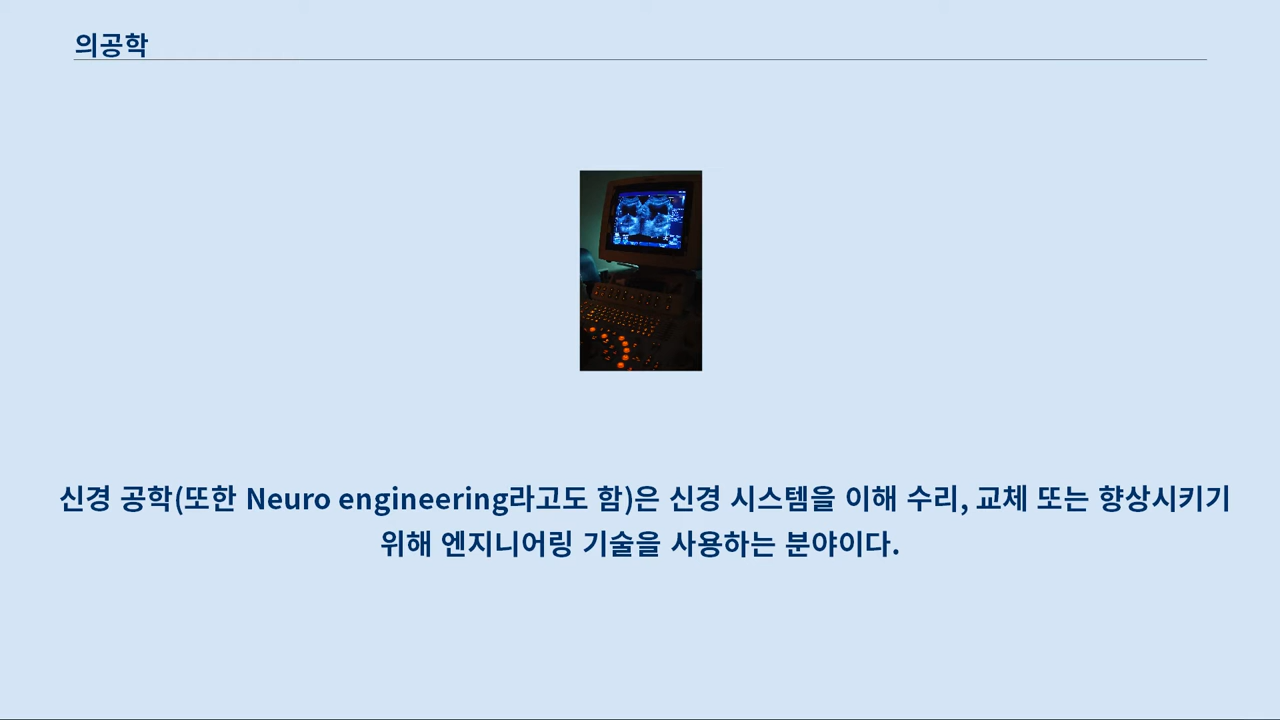 의공학
신경 공학(또한 Neuro engineering라고도 함)은 신경 시스템을 이해 수리, 교체 또는 향상시키기
위해 엔지니어링 기술을 사용하는 분야이다.